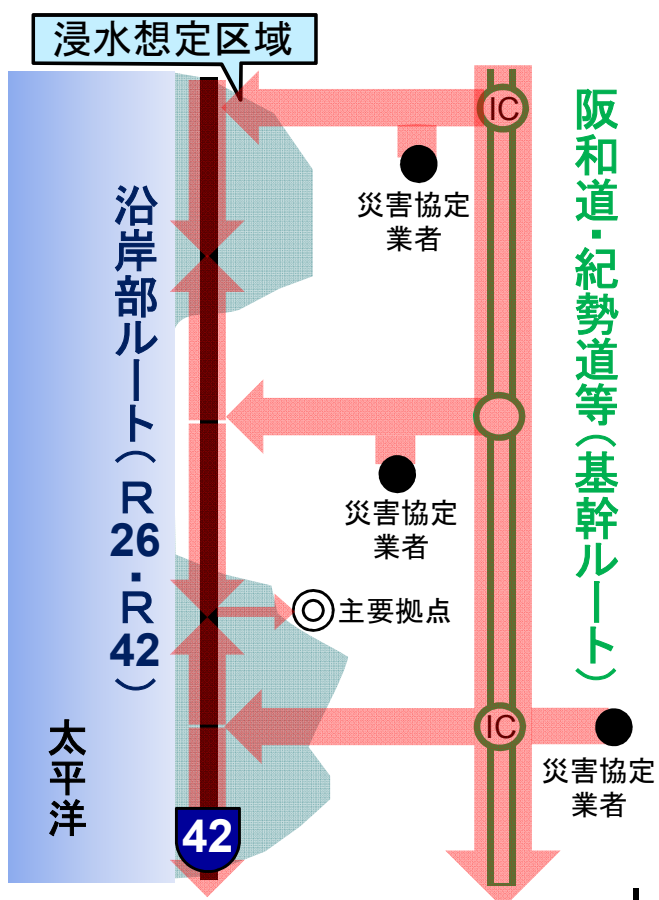 浸水想定区域
IC
災害協定
業者
阪和道・紀勢道等(基幹ルート)
沿岸部ルート(R26・R42)
災害協定
業者
主要拠点
IC
災害協定
業者
太平洋
42